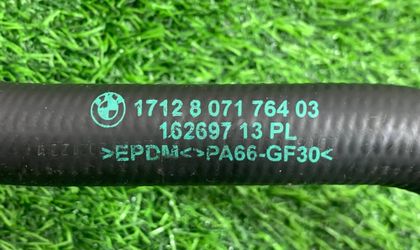 1712 8 071 764 03
162697 13 PL
>EPDM<>PA66-GF30<